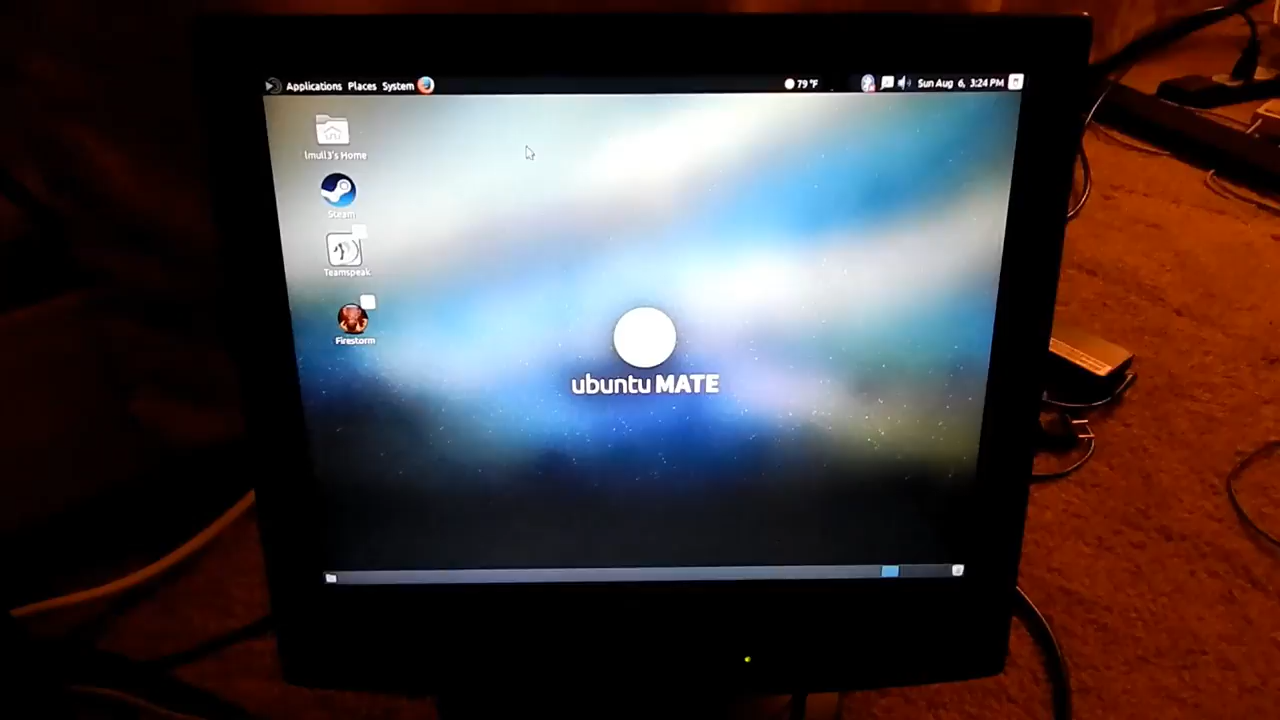 Applications Places System 79 °F Sun Aug 6, 3:24 PM
lmull3's Home
Steam
Teamspeak
Firestorm
ubuntu MATE